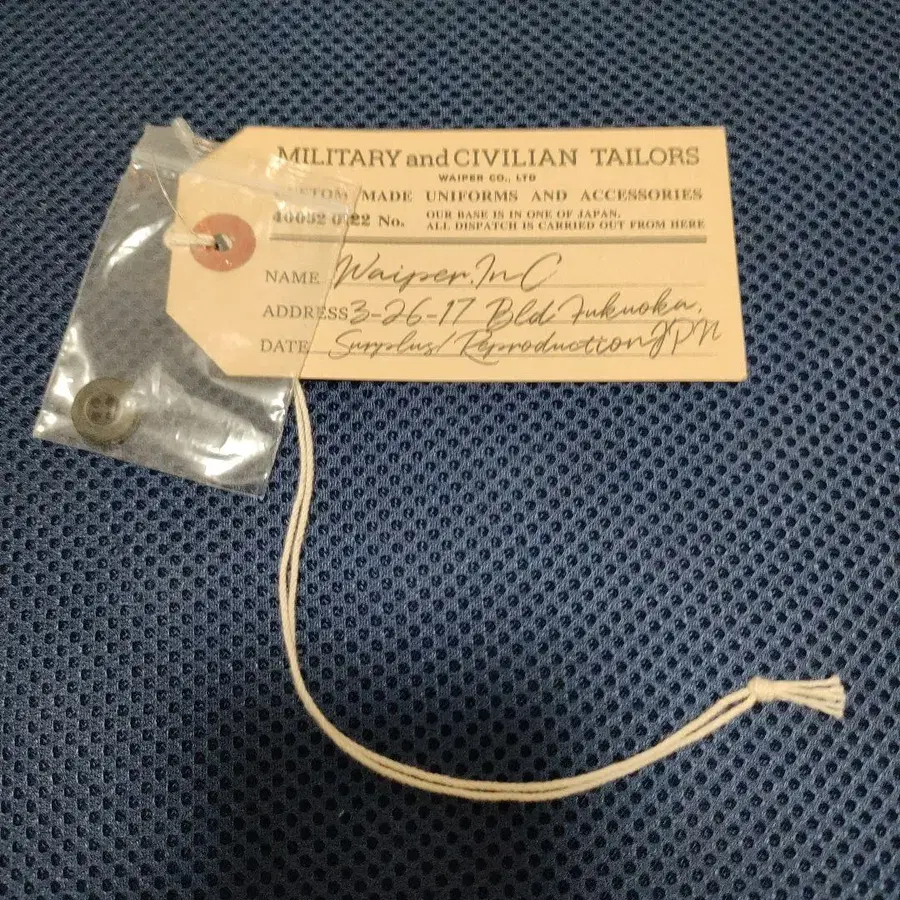 MILITARY and CIVILIAN TAILORS
WAIPER CO., LTD
CUSTOM MADE UNIFORMS AND ACCESSORIES
No.
OUR BASE IS IN ONE OF JAPAN.
ALL DISPATCH IS CARRIED OUT FROM HERE
NAME Waiper.InC
ADDRESS 3-26-17 Bld Fukuoka.
DATE Surplus/ReproductionJPN